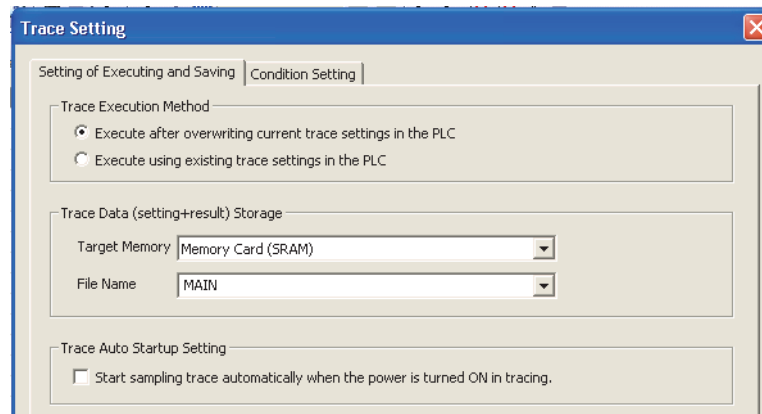 Trace Setting
Setting of Executing and Saving
Condition Setting
Trace Execution Method
Execute after overwriting current trace settings in the PLC
Execute using existing trace settings in the PLC
Trace Data (setting+result) Storage
Target Memory
Memory Card (SRAM)
File Name
MAIN
Trace Auto Startup Setting
Start sampling trace automatically when the power is turned ON in tracing.